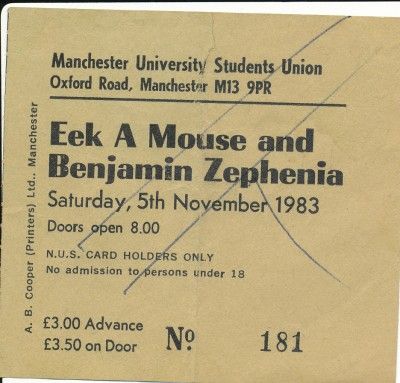 Manchester University Students Union
Oxford Road, Manchester M13 9PR
Eek A Mouse and
Benjamin Zephenia
Saturday, 5th November 1983
Doors open 8.00
N.U.S. CARD HOLDERS ONLY
No admission to persons under 18
£3.00 Advance
£3.50 on Door
No. 181
A. B. Cooper (Printers) Ltd., Manchester